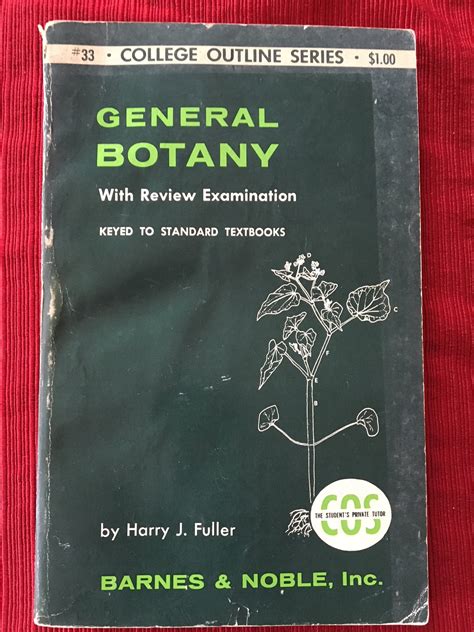 #33 • COLLEGE OUTLINE SERIES • $1.00
GENERAL
BOTANY
With Review Examination
KEYED TO STANDARD TEXTBOOKS
C
F
E
B
COS
THE STUDENT'S PRIVATE TUTOR
by Harry J. Fuller
BARNES & NOBLE, Inc.